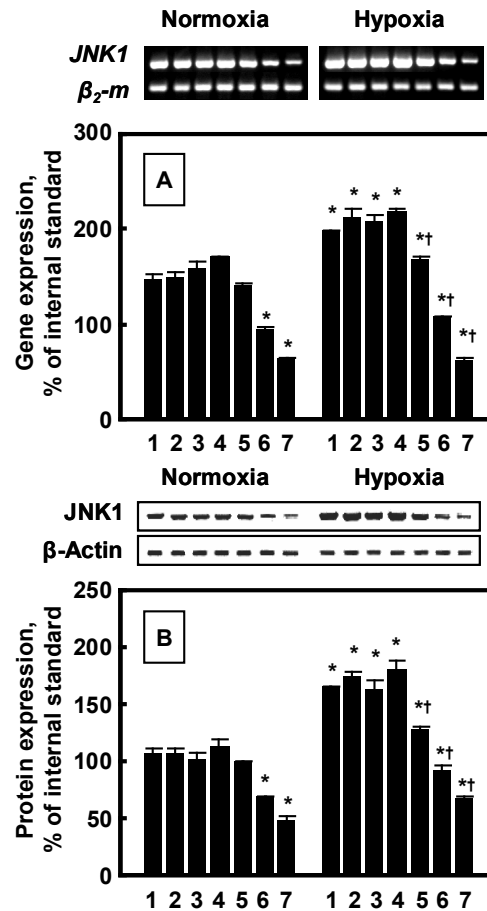 Normoxia Hypoxia
JNK1
β2-m
Gene expression,
% of internal standard
300
200
100
0
A
* * * * * * *† *† *†
1 2 3 4 5 6 7 1 2 3 4 5 6 7
Normoxia Hypoxia
JNK1
β-Actin
Protein expression,
% of internal standard
250
200
150
100
50
0
B
* * * * * * *† *† *†
1 2 3 4 5 6 7 1 2 3 4 5 6 7